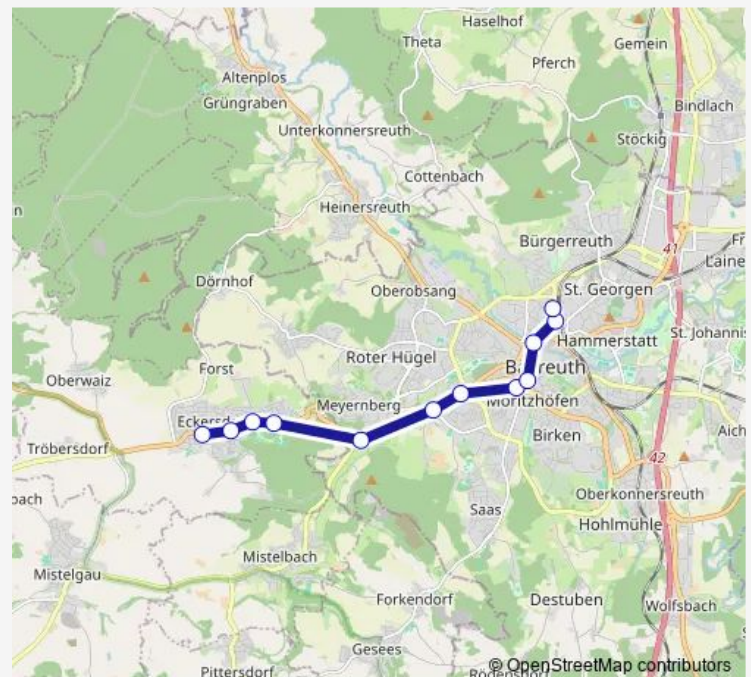 Haselhof
Theta
Gemein
Pferch
Altenplos
Grüngraben
Bindlach
Unterkonnersreuth
Stöckig
Cottenbach
Heinersreuth
Bürgerreuth
41
Laine
Dörnhof
Oberobsang
St. Georgen
St. Johannis
Hammerstatt
Roter Hügel
Forst
Oberwaiz
Meyernberg
Moritzhöfen
Eckersd
Tröbersdorf
Birken
Aich
42
bach
Oberkonnersreuth
Saas
Hohlmühle
Mistelbach
Mistelgau
Forkendorf
Destuben
Wolfsbach
Gesees
Pittersdorf
© OpenStreetMap contributors